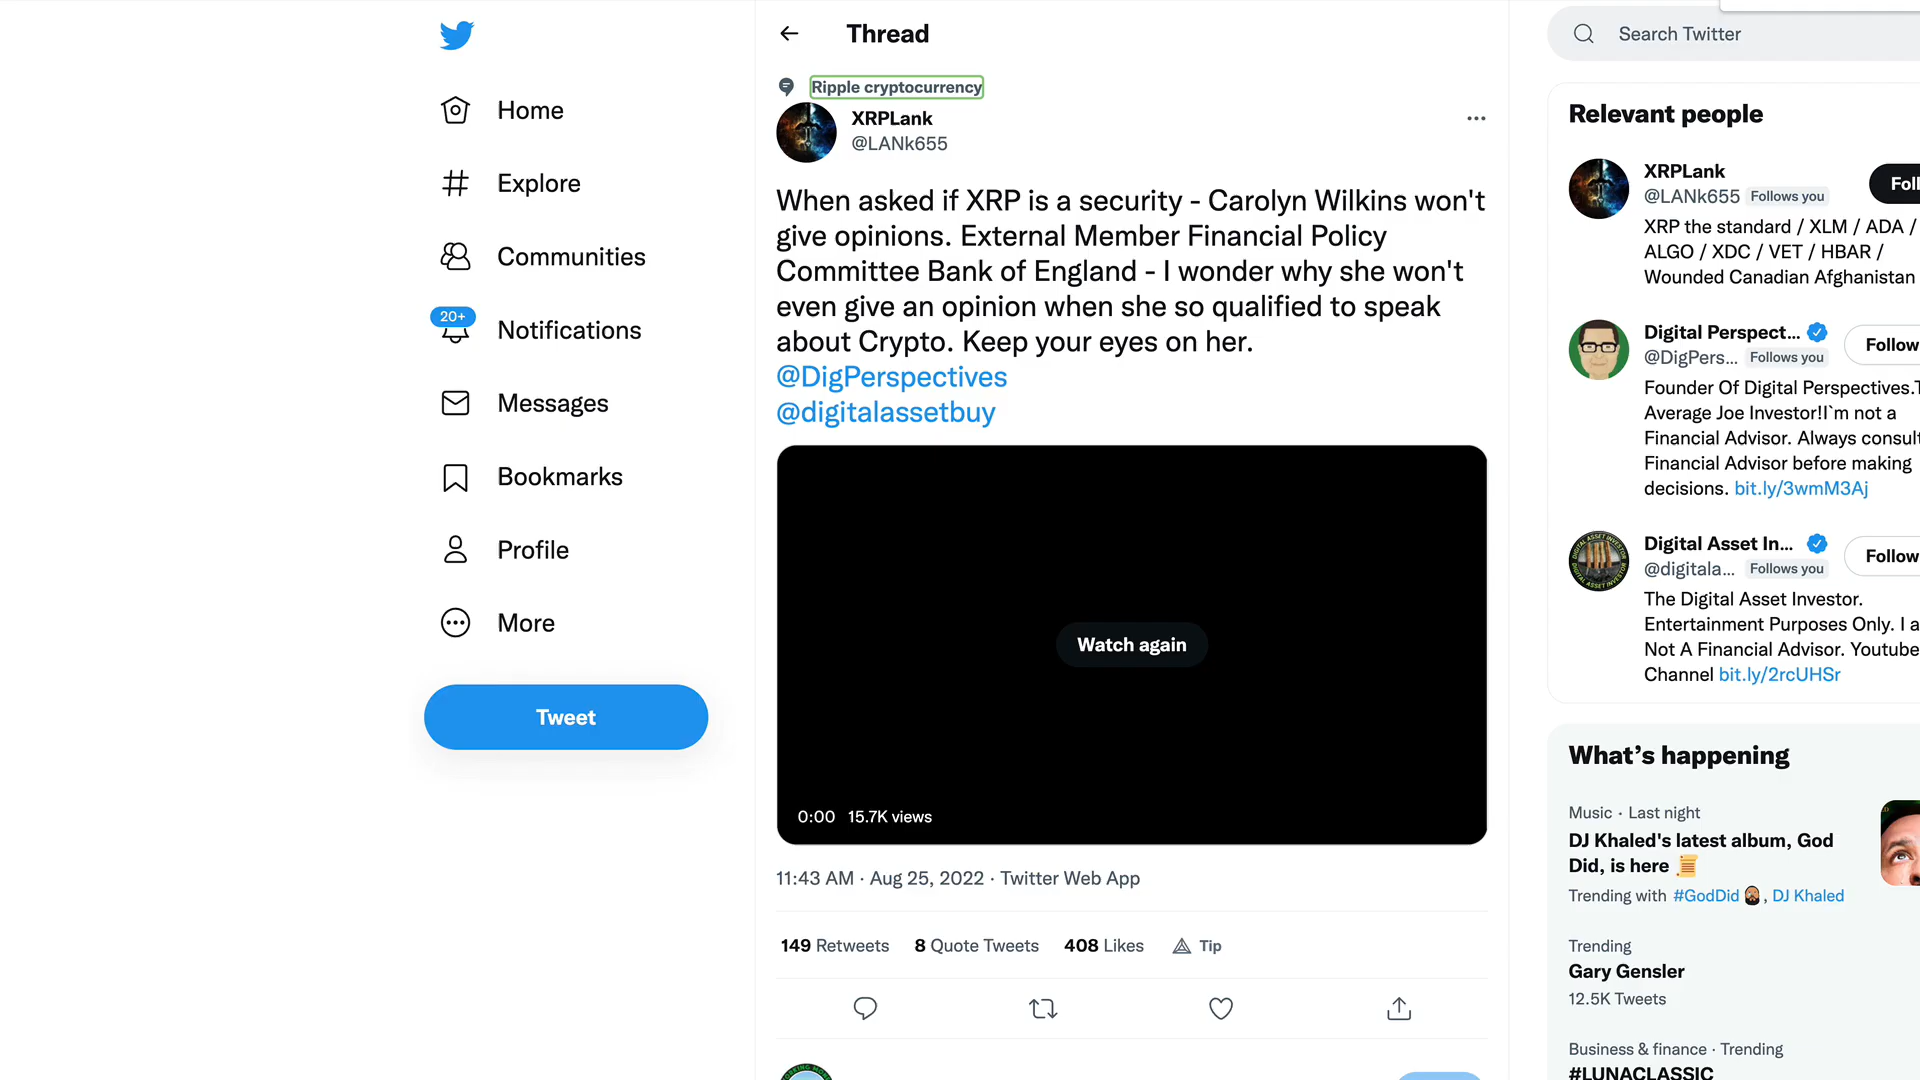 Home
Explore
Communities
20+
Notifications
Messages
Bookmarks
Profile
More
Tweet
Thread
Ripple cryptocurrency
XRPLank
@LANk655
When asked if XRP is a security - Carolyn Wilkins won't
give opinions. External Member Financial Policy
Committee Bank of England - I wonder why she won't
even give an opinion when she so qualified to speak
about Crypto. Keep your eyes on her.
@DigPerspectives
@digitalassetbuy
Watch again
0:00 15.7K views
11:43 AM · Aug 25, 2022 · Twitter Web App
149 Retweets 8 Quote Tweets 408 Likes Tip
Search Twitter
Relevant people
XRPLank
@LANk655 Follows you
Foll
XRP the standard / XLM / ADA /
ALGO / XDC / VET / HBAR /
Wounded Canadian Afghanistan
Digital Perspect...
@DigPers... Follows you
Follow
Founder Of Digital Perspectives.T
Average Joe Investor!I`m not a
Financial Advisor. Always consult
Financial Advisor before making
decisions. bit.ly/3wmM3Aj
Digital Asset In...
@digitala... Follows you
Follow
The Digital Asset Investor.
Entertainment Purposes Only. I a
Not A Financial Advisor. Youtube
Channel bit.ly/2rcUHSr
What's happening
Music · Last night
DJ Khaled's latest album, God
Did, is here
Trending with #GodDid , DJ Khaled
Trending
Gary Gensler
12.5K Tweets
Business & finance · Trending
#LUNACLASSIC